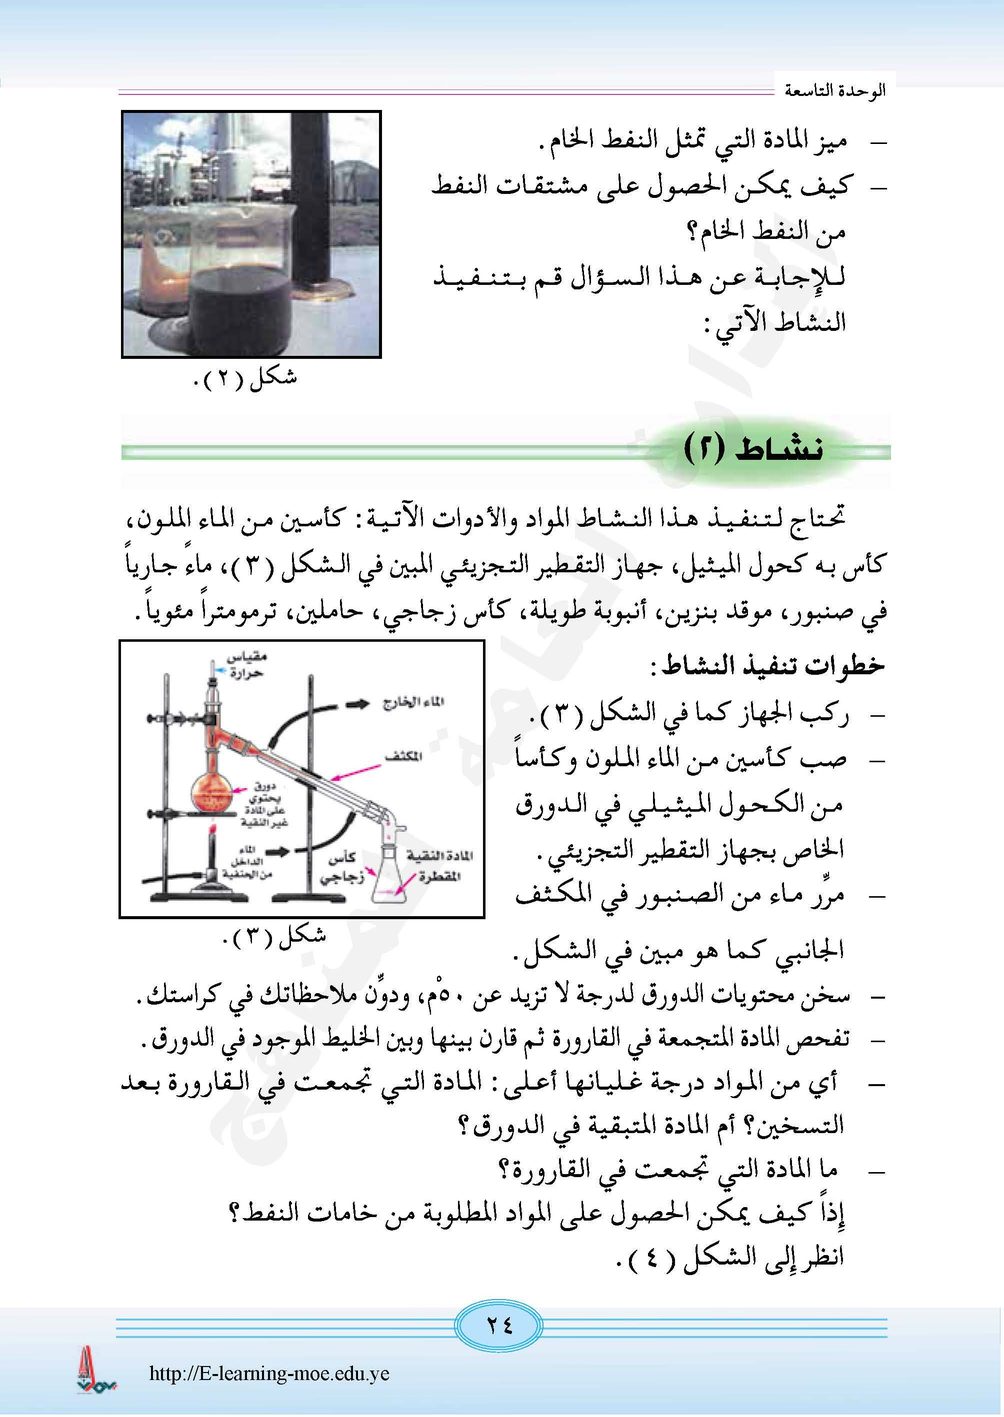 الوحدة التاسعة
– ميز المادة التي تمثل النفط الخام.
– كيف يمكن الحصول على مشتقات النفط
من النفط الخام؟
للإجابة عن هذا السؤال قم بتنفيذ
النشاط الآتي:
شكل (٢).
نشاط (٢)
تحتاج لتنفيذ هذا النشاط المواد والأدوات الآتية: كأسين من الماء الملون،
كأس به كحول الميثيل، جهاز التقطير التجزيئي المبين في الشكل (٣)، ماءً جارياً
في صنبور، موقد بنزين، أنبوبة طويلة، كأس زجاجي، حاملين، ترمومتراً مئوياً.
خطوات تنفيذ النشاط:
– ركب الجهاز كما في الشكل (٣).
– صب كأسين من الماء الملون وكأساً
من الكحول الميثيلي في الدورق
الخاص بجهاز التقطير التجزيئي.
– مرِّر ماء من الصنبور في المكثف
الجانبي كما هو مبين في الشكل.
مقياس
حرارة
الماء الخارج
المكثف
دورق
يحتوي
على المادة
غير النقية
الماء
الداخل
من الحنفية
كأس
زجاجي
المادة النقية
المقطرة
شكل (٣).
– سخن محتويات الدورق لدرجة لا تزيد عن ٥٠°م، ودوِّن ملاحظاتك في كراستك.
– تفحص المادة المتجمعة في القارورة ثم قارن بينها وبين الخليط الموجود في الدورق.
– أي من المواد درجة غليانها أعلى: المادة التي تجمعت في القارورة بعد
التسخين؟ أم المادة المتبقية في الدورق؟
– ما المادة التي تجمعت في القارورة؟
إذاً كيف يمكن الحصول على المواد المطلوبة من خامات النفط؟
انظر إلى الشكل (٤).
٢٤
http://E-learning-moe.edu.ye
الإدارة العامة للمناهج